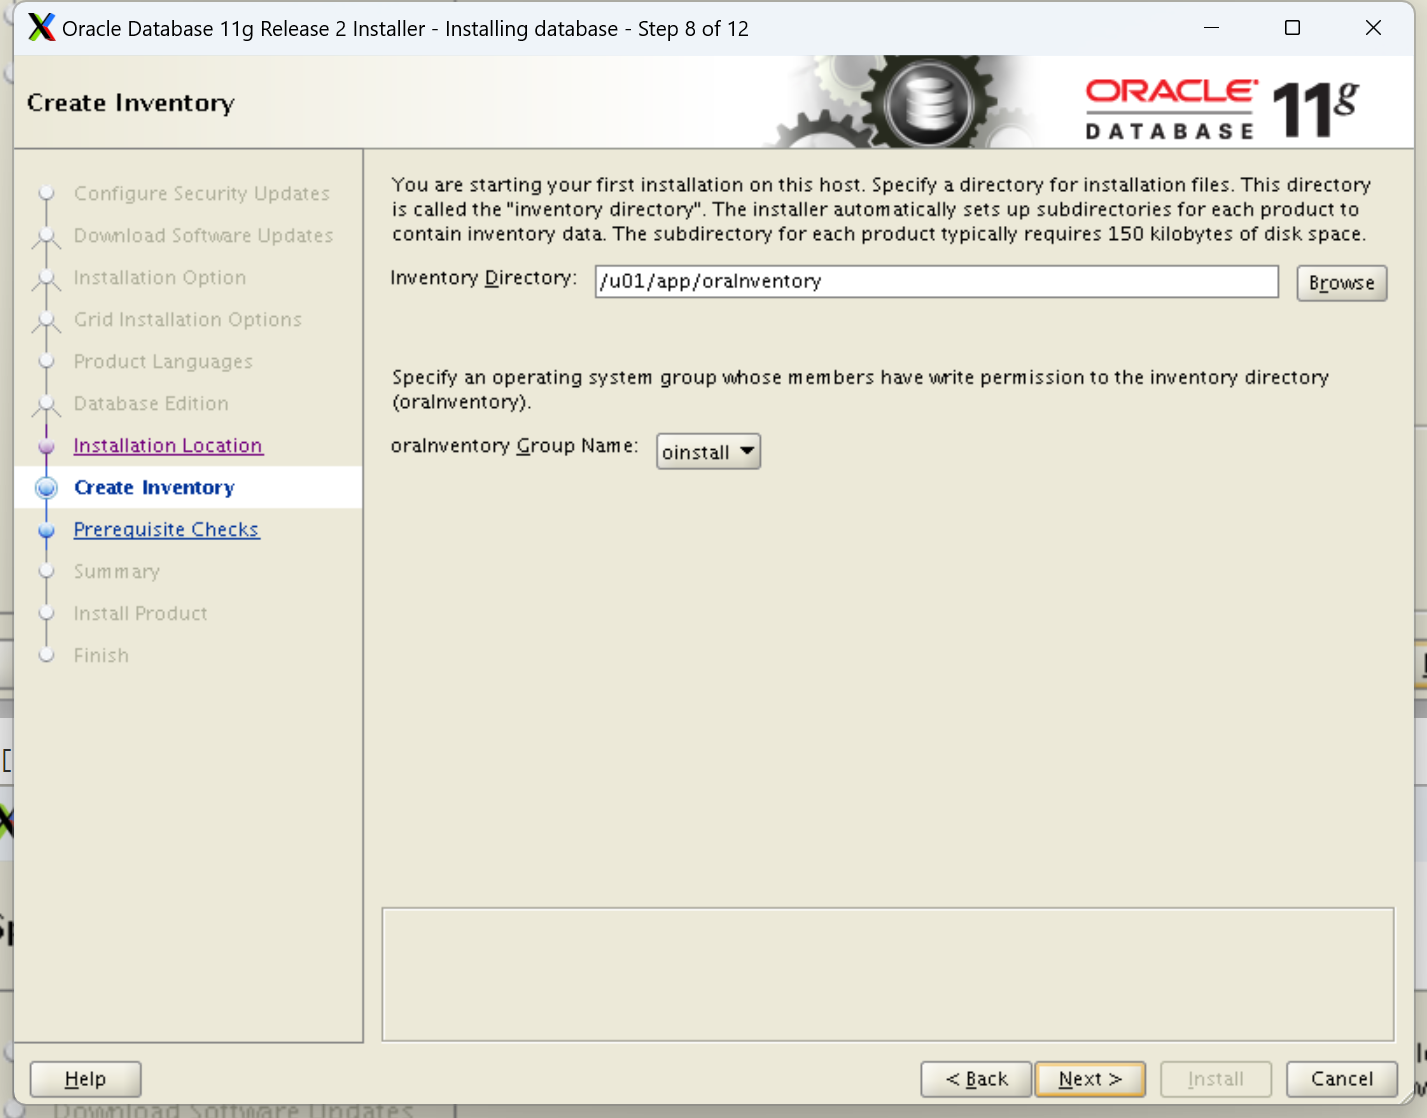 Oracle Database 11g Release 2 Installer - Installing database - Step 8 of 12
Create Inventory
ORACLE
DATABASE
11g
Configure Security Updates
Download Software Updates
Installation Option
Grid Installation Options
Product Languages
Database Edition
Installation Location
Create Inventory
Prerequisite Checks
Summary
Install Product
Finish
You are starting your first installation on this host. Specify a directory for installation files. This directory
is called the "inventory directory". The installer automatically sets up subdirectories for each product to
contain inventory data. The subdirectory for each product typically requires 150 kilobytes of disk space.
Inventory Directory: /u01/app/oraInventory Browse
Specify an operating system group whose members have write permission to the inventory directory
(oraInventory).
oraInventory Group Name: oinstall
Help < Back Next > Install Cancel
Download Software Updates